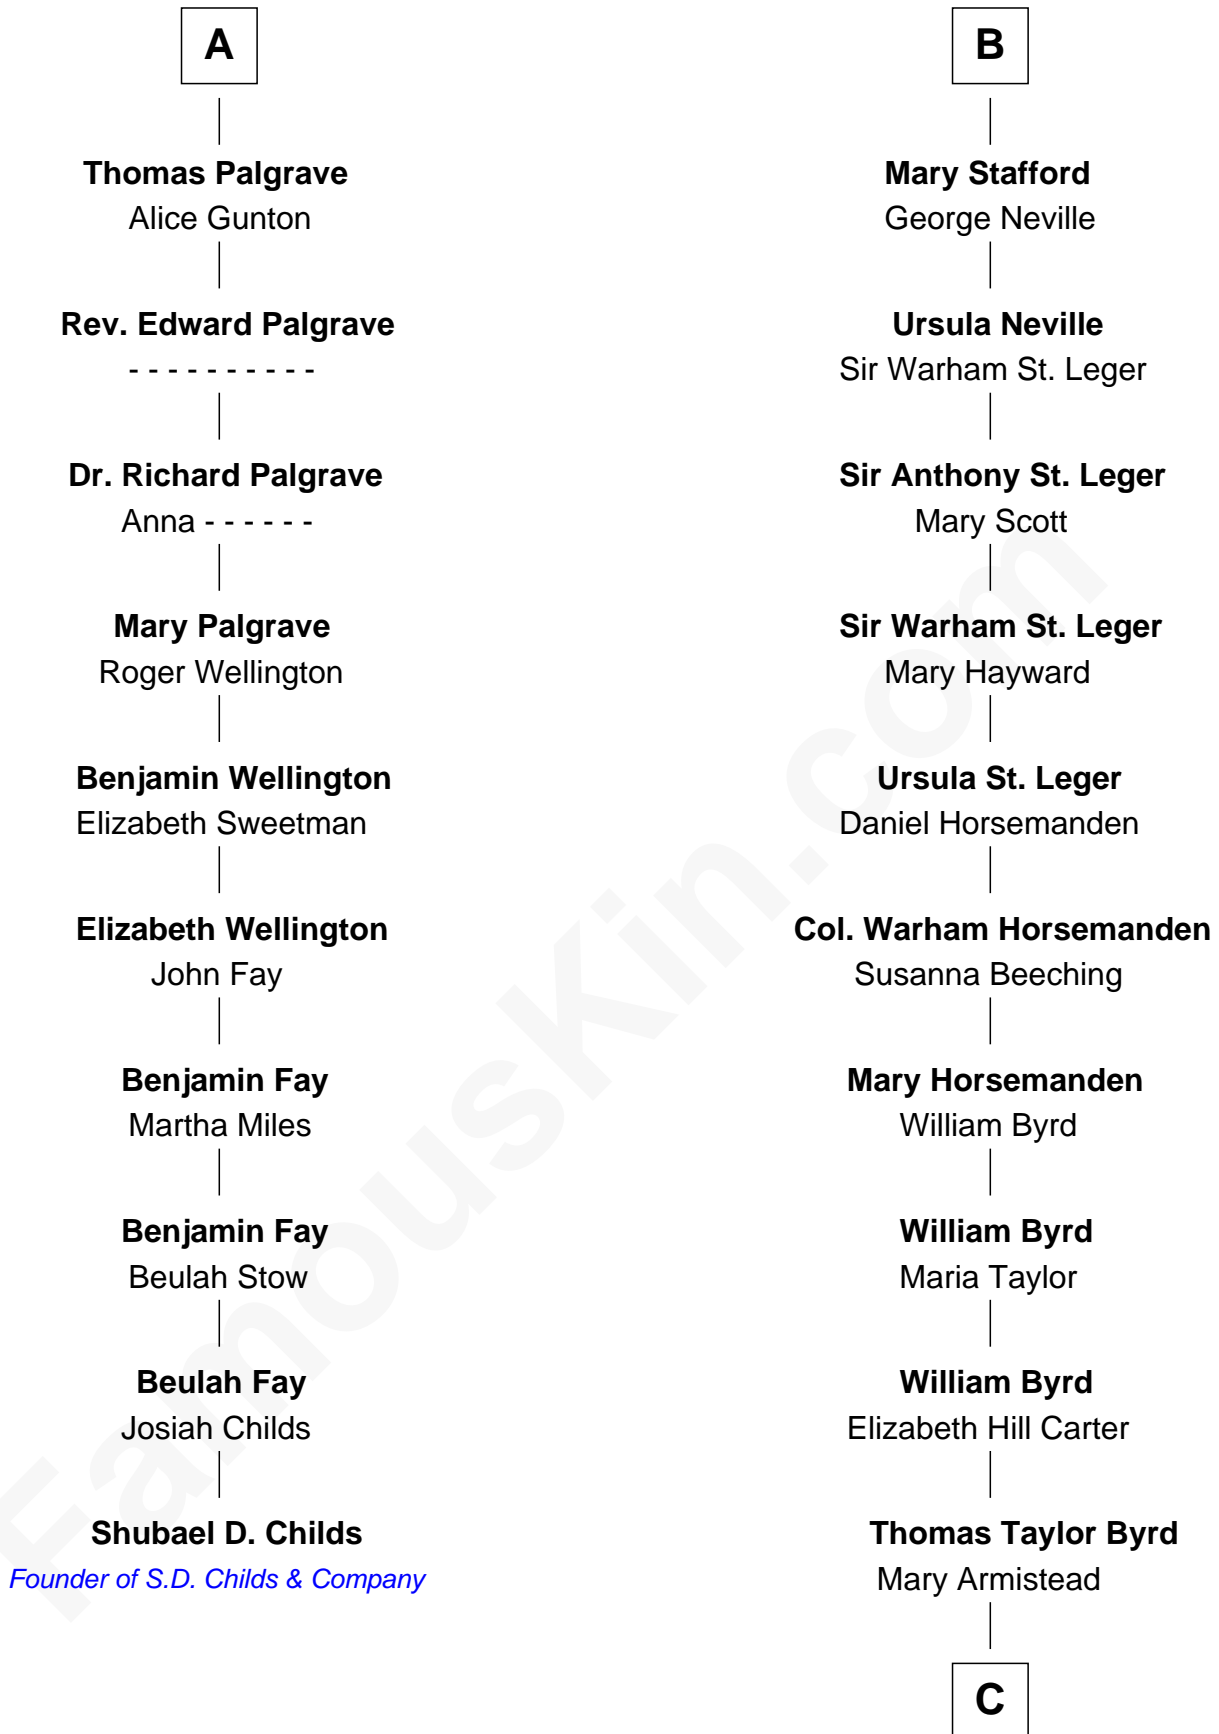 A
Thomas Palgrave
Alice Gunton
Rev. Edward Palgrave
- - - - - - - - - -
Dr. Richard Palgrave
Anna - - - - - -
Mary Palgrave
Roger Wellington
Benjamin Wellington
Elizabeth Sweetman
Elizabeth Wellington
John Fay
Benjamin Fay
Martha Miles
Benjamin Fay
Beulah Stow
Beulah Fay
Josiah Childs
Shubael D. Childs
Founder of S.D. Childs & Company
B
Mary Stafford
George Neville
Ursula Neville
Sir Warham St. Leger
Sir Anthony St. Leger
Mary Scott
Sir Warham St. Leger
Mary Hayward
Ursula St. Leger
Daniel Horsemanden
Col. Warham Horsemanden
Susanna Beeching
Mary Horsemanden
William Byrd
William Byrd
Maria Taylor
William Byrd
Elizabeth Hill Carter
Thomas Taylor Byrd
Mary Armistead
C
FamousKin.com